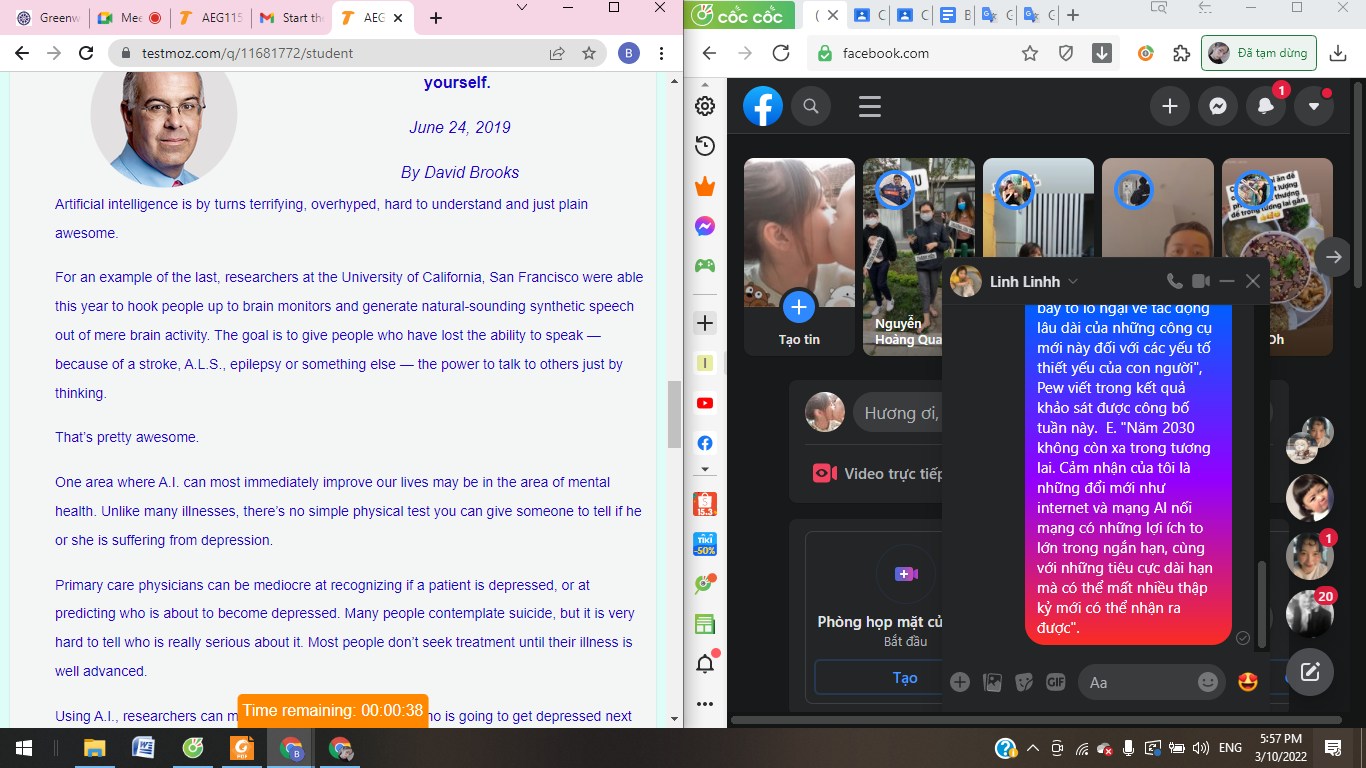 Greenw
Meet
AEG115
Start th
AEG
testmoz.com/q/11681772/student
B
yourself.
June 24, 2019
By David Brooks
Artificial intelligence is by turns terrifying, overhyped, hard to understand and just plain
awesome.
For an example of the last, researchers at the University of California, San Francisco were able
this year to hook people up to brain monitors and generate natural-sounding synthetic speech
out of mere brain activity. The goal is to give people who have lost the ability to speak —
because of a stroke, A.L.S., epilepsy or something else — the power to talk to others just by
thinking.
That's pretty awesome.
One area where A.I. can most immediately improve our lives may be in the area of mental
health. Unlike many illnesses, there's no simple physical test you can give someone to tell if he
or she is suffering from depression.
Primary care physicians can be mediocre at recognizing if a patient is depressed, or at
predicting who is about to become depressed. Many people contemplate suicide, but it is very
hard to tell who is really serious about it. Most people don't seek treatment until their illness is
well advanced.
Using A.I., researchers can m
ho is going to get depressed next
Time remaining: 00:00:38
cốc cốc
facebook.com
Đã tạm dừng
1
Tạo tin
Nguyễn
Hoàng Qua
Oh
Hương ơi,
Video trực tiếp
Phòng họp mặt củ
Bắt đầu
Tạo
Linh Linhh
bày tỏ lo ngại về tác động
lâu dài của những công cụ
mới này đối với các yếu tố
thiết yếu của con người",
Pew viết trong kết quả
khảo sát được công bố
tuần này. E. "Năm 2030
không còn xa trong tương
lai. Cảm nhận của tôi là
những đổi mới như
internet và mạng AI nối
mạng có những lợi ích to
lớn trong ngắn hạn, cùng
với những tiêu cực dài hạn
mà có thể mất nhiều thập
kỷ mới có thể nhận ra
được".
GIF
Aa
1
20
15.3
TIKI
-50%
ENG
5:57 PM
3/10/2022